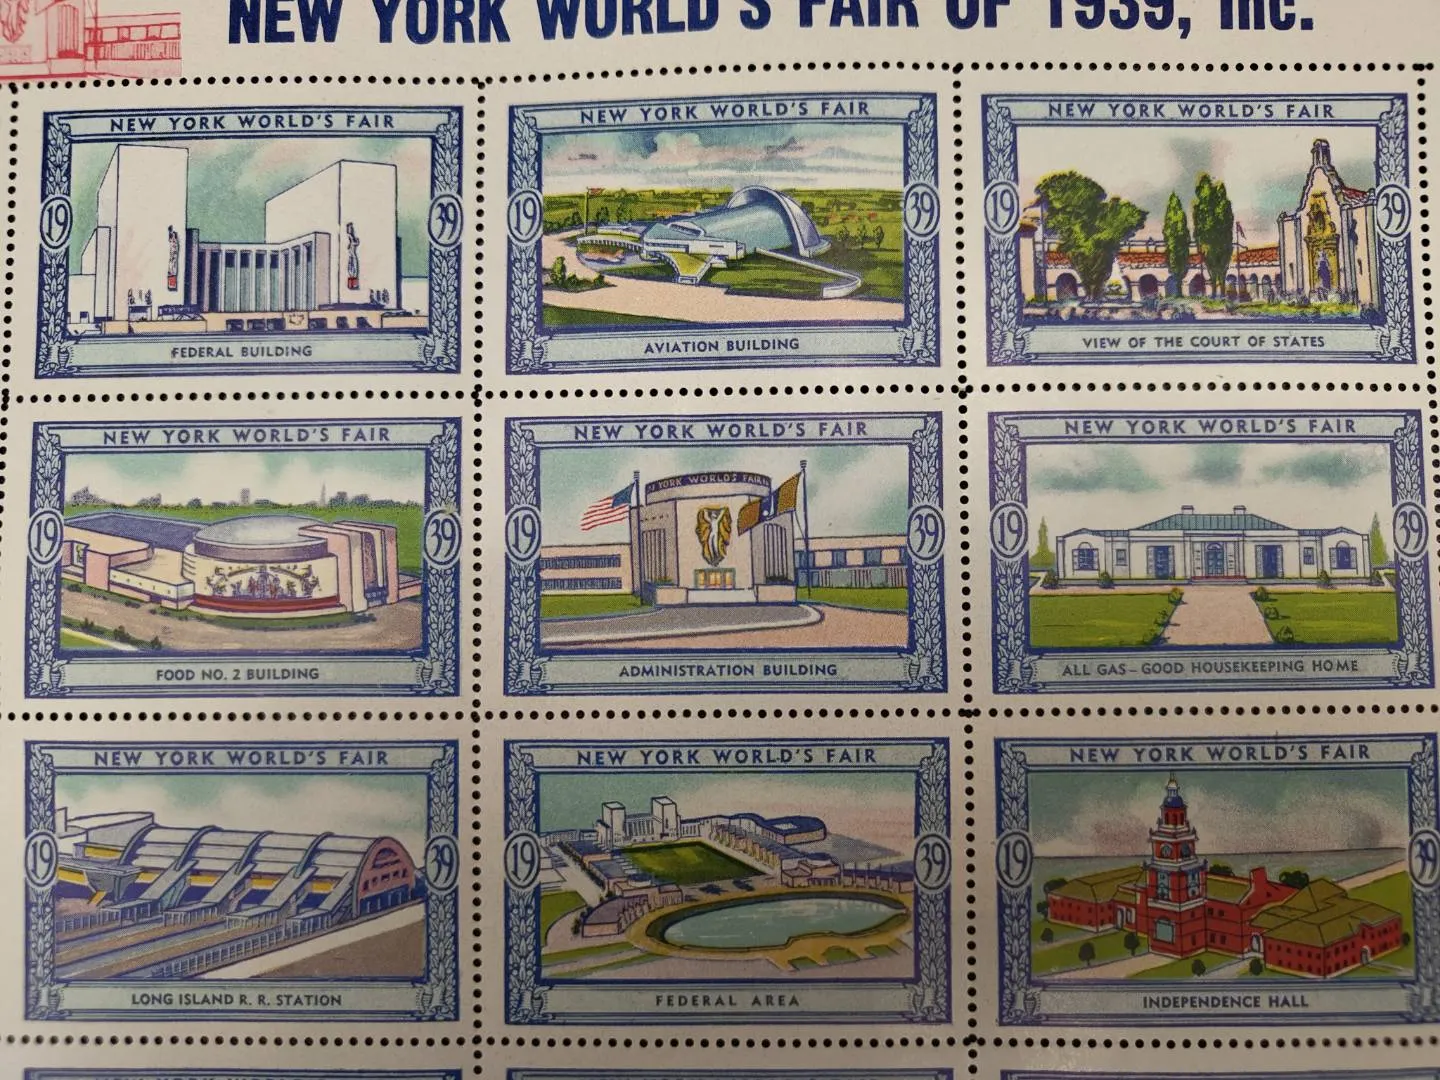 NEW YORK WORLD'S FAIR OF 1939, Inc.
NEW YORK WORLD'S FAIR
19 39
FEDERAL BUILDING
NEW YORK WORLD'S FAIR
19 39
AVIATION BUILDING
NEW YORK WORLD'S FAIR
19 39
VIEW OF THE COURT OF STATES
NEW YORK WORLD'S FAIR
19 39
FOOD NO. 2 BUILDING
NEW YORK WORLD'S FAIR
19 39
YORK WORLD'S FAIR
ADMINISTRATION BUILDING
NEW YORK WORLD'S FAIR
19 39
ALL GAS – GOOD HOUSEKEEPING HOME
NEW YORK WORLD'S FAIR
19 39
LONG ISLAND R. R. STATION
NEW YORK WORLD'S FAIR
19 39
FEDERAL AREA
NEW YORK WORLD'S FAIR
19 39
INDEPENDENCE HALL